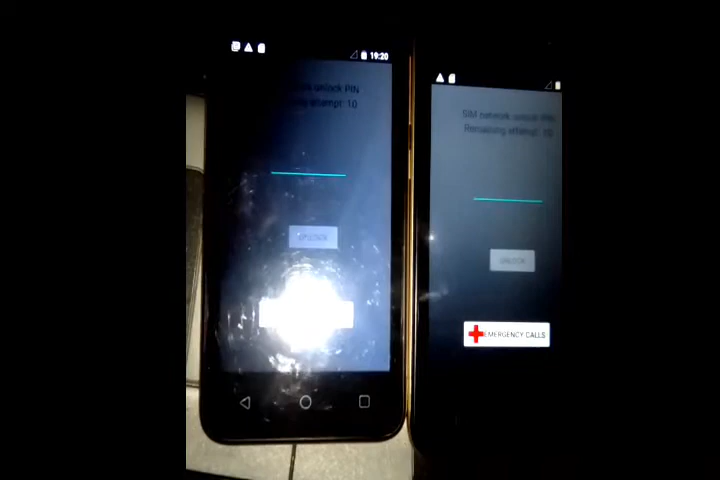 19:20
unlock PIN
attempt: 10
UNLOCK
SIM network unlock PIN
Remaining attempt: 10
UNLOCK
EMERGENCY CALLS